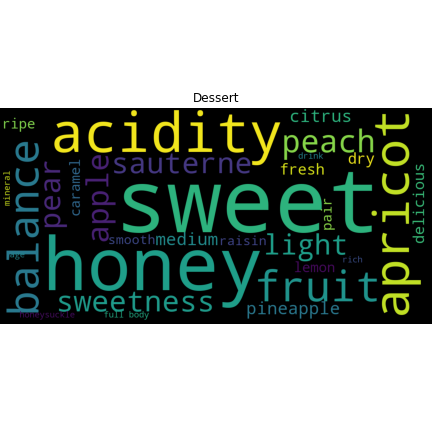 Dessert
ripe
acidity
citrus
peach
apricot
sauterne
drink
dry
fresh
delicious
mineral
balance
pear
caramel
apple
sweet
pair
smooth
medium
raisin
light
age
honey
rich
lemon
fruit
sweetness
pineapple
honeysuckle
full body